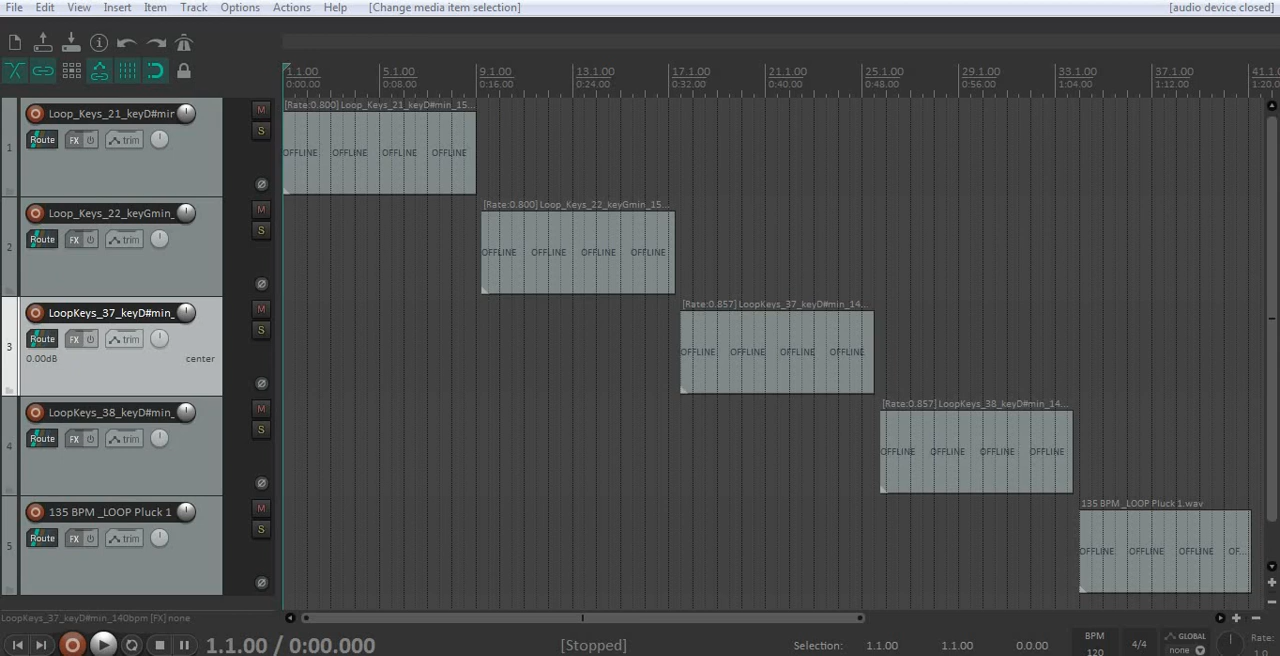 File Edit View Insert Item Track Options Actions Help [Change media item selection] [audio device closed]
1.1.00 5.1.00 9.1.00 13.1.00 17.1.00 21.1.00 25.1.00 29.1.00 33.1.00 37.1.00 41.1.0
0:00.00 0:08.00 0:16.00 0:24.00 0:32.00 0:40.00 0:48.00 0:56.00 1:04.00 1:12.00 1:20.0
1 Loop_Keys_21_keyD#mir M
S
Route FX trim
[Rate:0.800] Loop_Keys_21_keyD#min_15...
OFFLINE OFFLINE OFFLINE OFFLINE
2 Loop_Keys_22_keyGmin_ M
S
Route FX trim
[Rate:0.800] Loop_Keys_22_keyGmin_15...
OFFLINE OFFLINE OFFLINE OFFLINE
3 LoopKeys_37_keyD#min_ M
S
Route FX trim
0.00dB center
[Rate:0.857] LoopKeys_37_keyD#min_14...
OFFLINE OFFLINE OFFLINE OFFLINE
4 LoopKeys_38_keyD#min_ M
S
Route FX trim
[Rate:0.857] LoopKeys_38_keyD#min_14...
OFFLINE OFFLINE OFFLINE OFFLINE
5 135 BPM _LOOP Pluck 1 M
S
Route FX trim
135 BPM _LOOP Pluck 1.wav
OFFLINE OFFLINE OFFLINE OF...
LoopKeys_37_keyD#min_140bpm [FX] none
1.1.00 / 0:00.000 [Stopped] Selection: 1.1.00 1.1.00 0.0.00 BPM 120 4/4 GLOBAL none Rate: 1.0